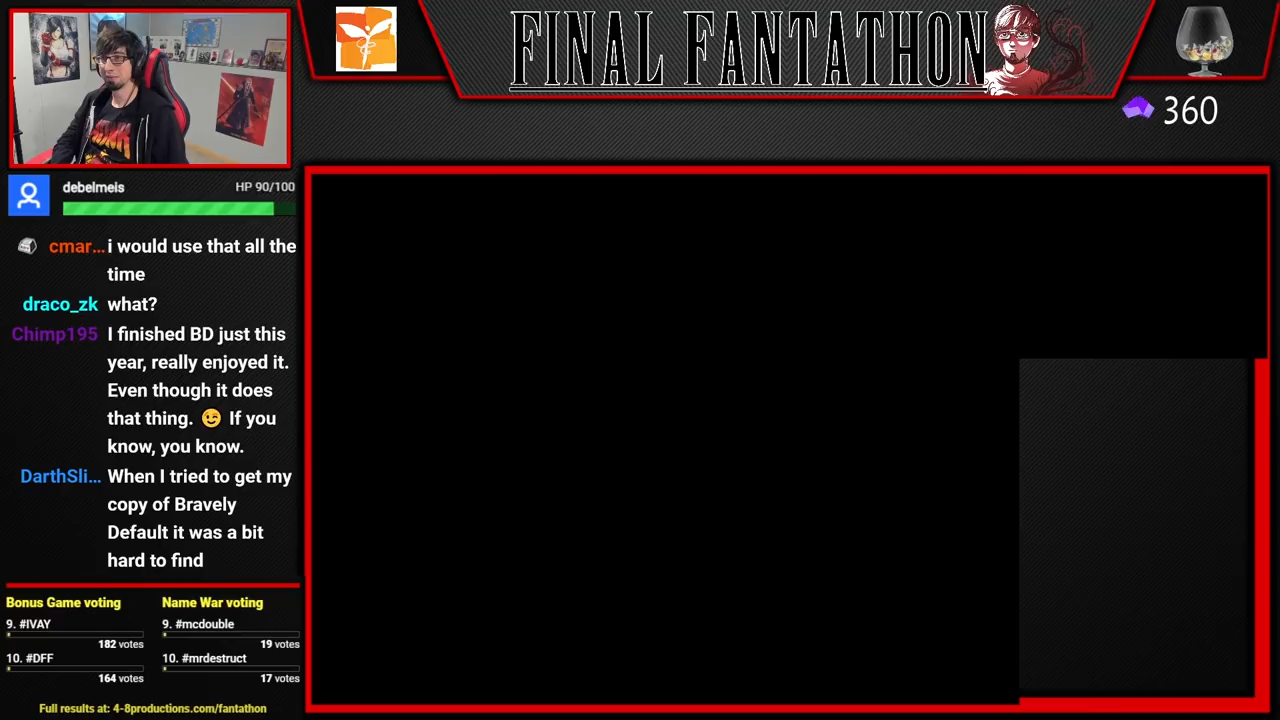 FINAL FANTATHON
360
debelmeis
HP 90/100
cmar… i would use that all the
time
draco_zk what?
Chimp195 I finished BD just this
year, really enjoyed it.
Even though it does
that thing. 😉 If you
know, you know.
DarthSli… When I tried to get my
copy of Bravely
Default it was a bit
hard to find
Bonus Game voting
9. #IVAY
182 votes
10. #DFF
164 votes
Name War voting
9. #mcdouble
19 votes
10. #mrdestruct
17 votes
Full results at: 4-8productions.com/fantathon